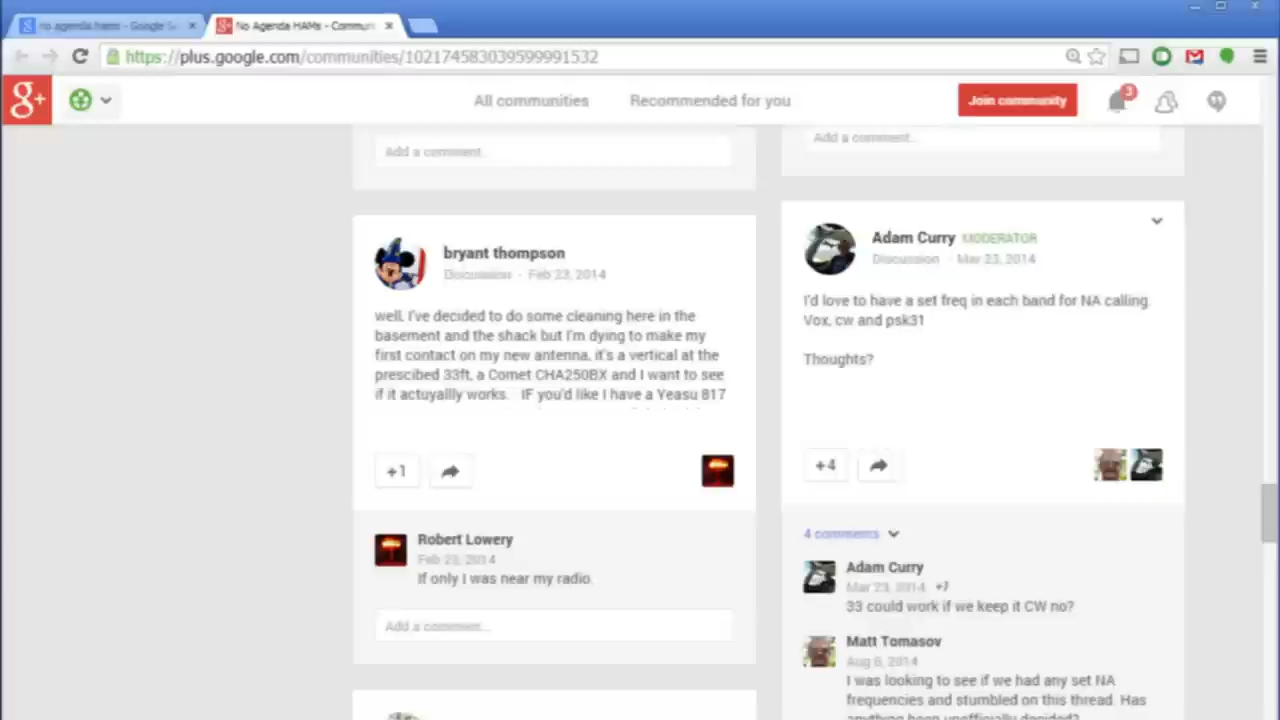 no agenda hams - Google Se
No Agenda HAMs - Communi
https://plus.google.com/communities/102174583039599991532
g+
All communities
Recommended for you
Join community
3
Add a comment...
Add a comment...
bryant thompson
Discussion - Feb 23, 2014
well. I've decided to do some cleaning here in the
basement and the shack but I'm dying to make my
first contact on my new antenna, it's a vertical at the
prescibed 33ft, a Comet CHA250BX and I want to see
if it actuyallly works. IF you'd like I have a Yeasu 817
+1
Robert Lowery
Feb 23, 2014
If only I was near my radio.
Add a comment...
Adam Curry MODERATOR
Discussion - Mar 23, 2014
I'd love to have a set freq in each band for NA calling.
Vox, cw and psk31
Thoughts?
+4
4 comments
Adam Curry
Mar 23, 2014
33 could work if we keep it CW no?
Matt Tomasov
Aug 6, 2014
I was looking to see if we had any set NA
frequencies and stumbled on this thread. Has
anything been unofficially decided?